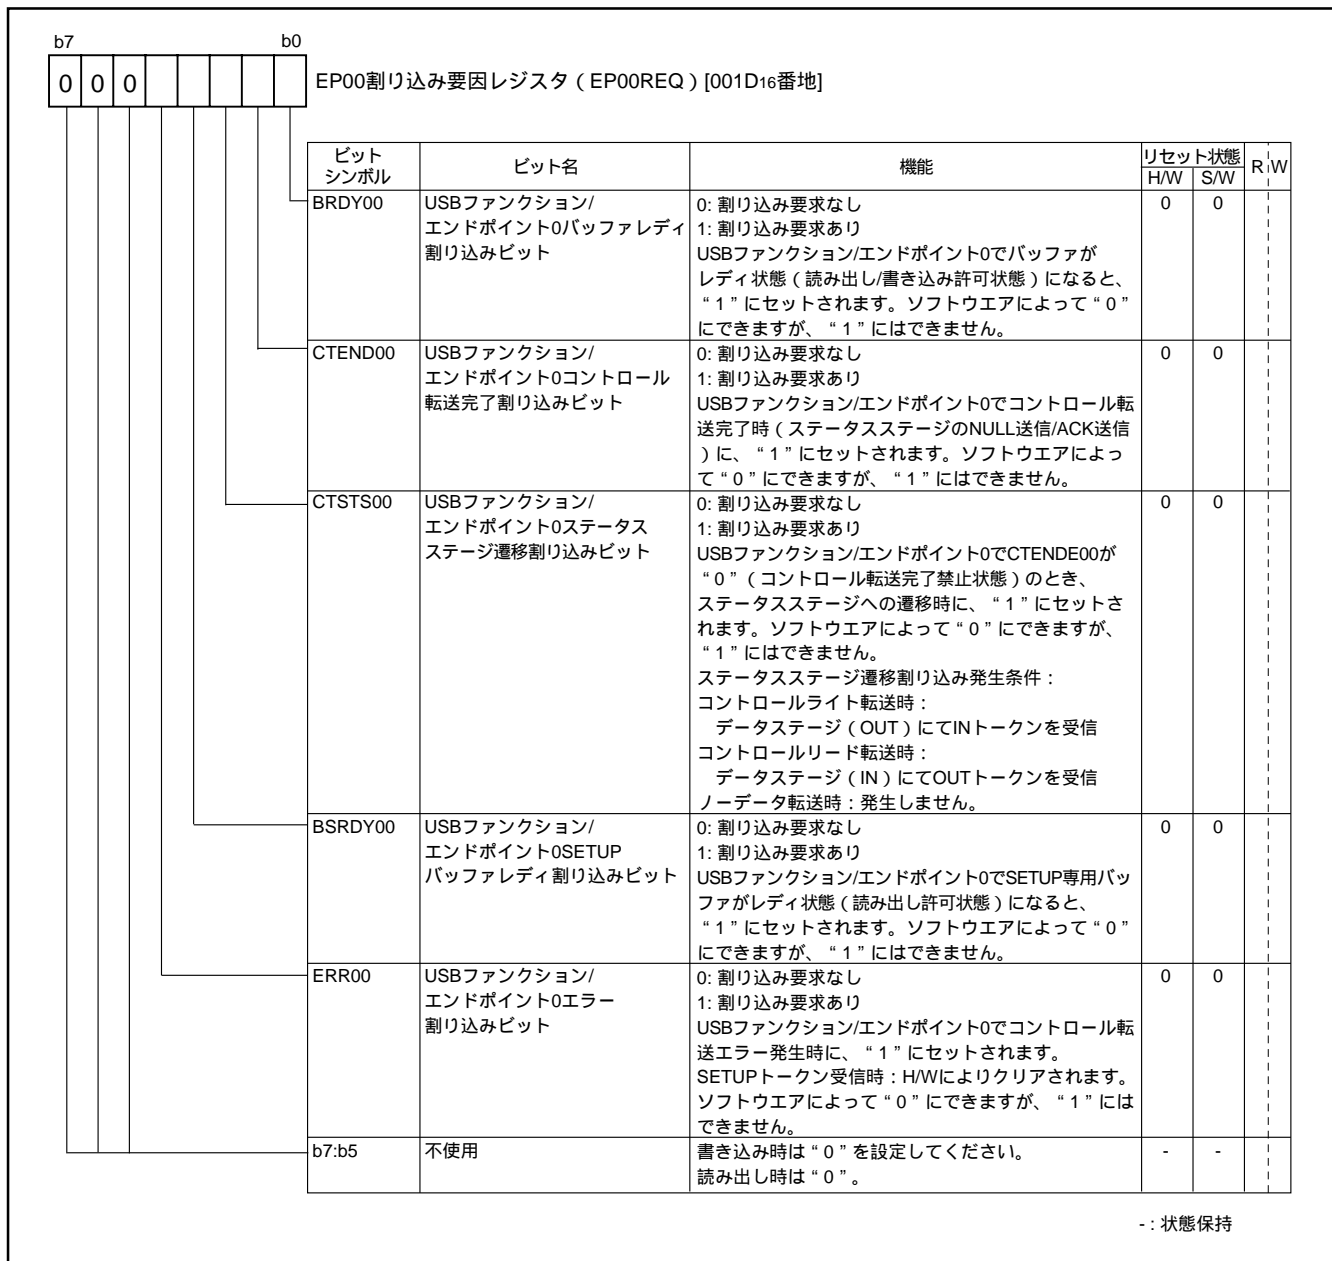 b7 b0
0 0 0
EP00割り込み要因レジスタ（EP00REQ）[001D16番地]
ビット
シンボル
ビット名
機能
リセット状態
H/W S/W
R W
BRDY00
USBファンクション/
エンドポイント0バッファレディ
割り込みビット
0: 割り込み要求なし
1: 割り込み要求あり
USBファンクション/エンドポイント0でバッファが
レディ状態（読み出し/書き込み許可状態）になると、
“1”にセットされます。ソフトウエアによって“0”
にできますが、“1”にはできません。
0 0
CTEND00
USBファンクション/
エンドポイント0コントロール
転送完了割り込みビット
0: 割り込み要求なし
1: 割り込み要求あり
USBファンクション/エンドポイント0でコントロール転
送完了時（ステータスステージのNULL送信/ACK送信
）に、“1”にセットされます。ソフトウエアによっ
て“0”にできますが、“1”にはできません。
0 0
CTSTS00
USBファンクション/
エンドポイント0ステータス
ステージ遷移割り込みビット
0: 割り込み要求なし
1: 割り込み要求あり
USBファンクション/エンドポイント0でCTENDE00が
“0”（コントロール転送完了禁止状態）のとき、
ステータスステージへの遷移時に、“1”にセットさ
れます。ソフトウエアによって“0”にできますが、
“1”にはできません。
ステータスステージ遷移割り込み発生条件：
コントロールライト転送時：
データステージ（OUT）にてINトークンを受信
コントロールリード転送時：
データステージ（IN）にてOUTトークンを受信
ノーデータ転送時：発生しません。
0 0
BSRDY00
USBファンクション/
エンドポイント0SETUP
バッファレディ割り込みビット
0: 割り込み要求なし
1: 割り込み要求あり
USBファンクション/エンドポイント0でSETUP専用バッ
ファがレディ状態（読み出し許可状態）になると、
“1”にセットされます。ソフトウエアによって“0”
にできますが、“1”にはできません。
0 0
ERR00
USBファンクション/
エンドポイント0エラー
割り込みビット
0: 割り込み要求なし
1: 割り込み要求あり
USBファンクション/エンドポイント0でコントロール転
送エラー発生時に、“1”にセットされます。
SETUPトークン受信時：H/Wによりクリアされます。
ソフトウエアによって“0”にできますが、“1”には
できません。
0 0
b7:b5
不使用
書き込み時は“0”を設定してください。
読み出し時は“0”。
- -
-：状態保持